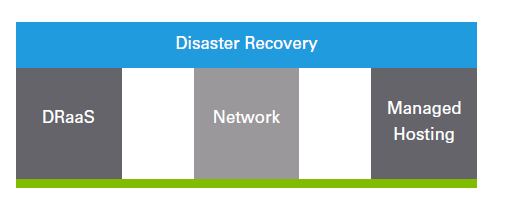 Disaster Recovery
DRaaS
Network
Managed
Hosting